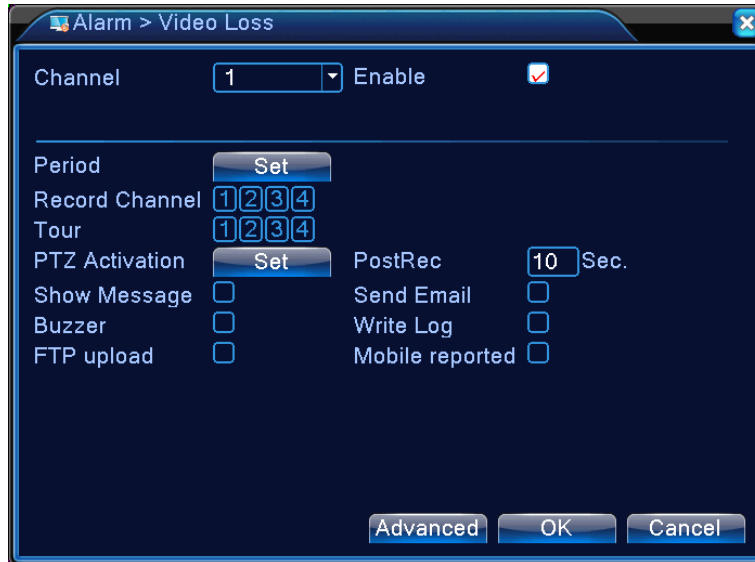 Alarm > Video Loss
Channel 1 Enable
Period Set
Record Channel 1 2 3 4
Tour 1 2 3 4
PTZ Activation Set PostRec 10 Sec.
Show Message Send Email
Buzzer Write Log
FTP upload Mobile reported
Advanced OK Cancel